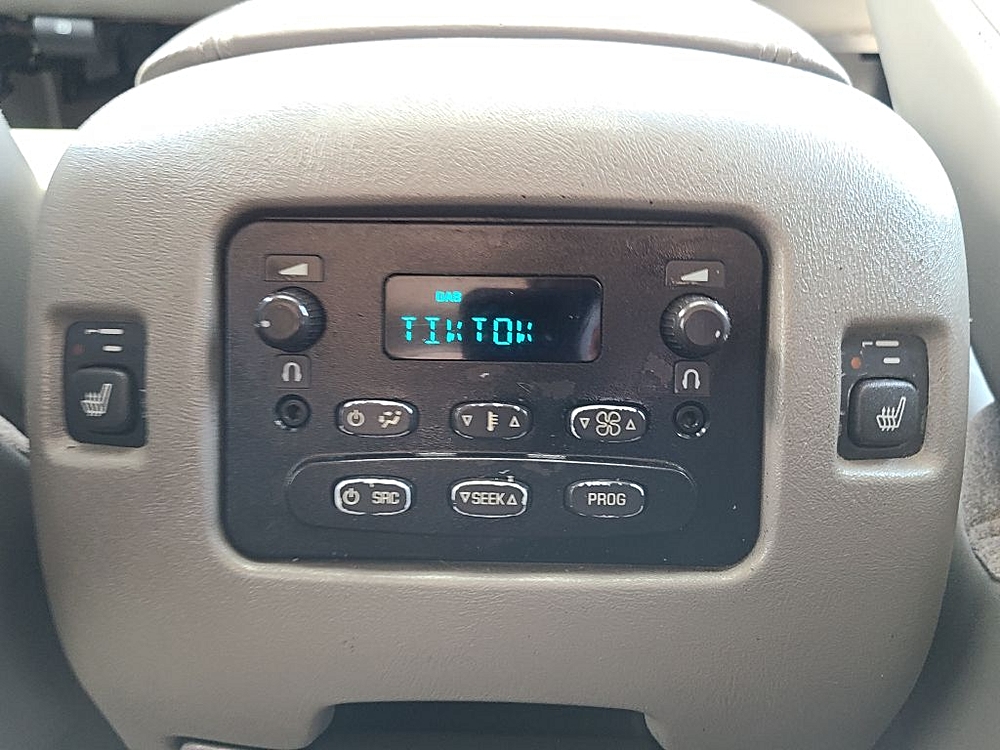 DAB
TIKTOK
SRC
SEEK
PROG